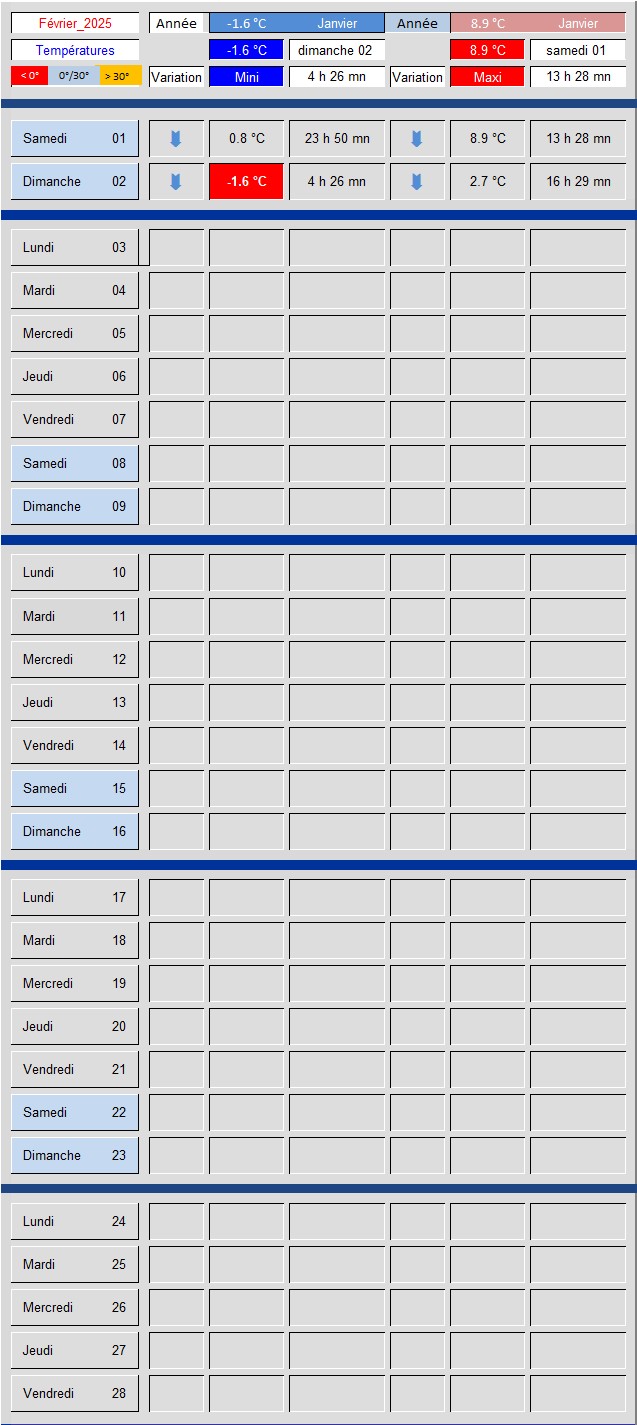 Février_2025 Année -1.6 °C Janvier Année 8.9 °C Janvier
Températures -1.6 °C dimanche 02 8.9 °C samedi 01
< 0° 0°/30° > 30° Variation Mini 4 h 26 mn Variation Maxi 13 h 28 mn
Samedi 01 0.8 °C 23 h 50 mn 8.9 °C 13 h 28 mn
Dimanche 02 -1.6 °C 4 h 26 mn 2.7 °C 16 h 29 mn
Lundi 03
Mardi 04
Mercredi 05
Jeudi 06
Vendredi 07
Samedi 08
Dimanche 09
Lundi 10
Mardi 11
Mercredi 12
Jeudi 13
Vendredi 14
Samedi 15
Dimanche 16
Lundi 17
Mardi 18
Mercredi 19
Jeudi 20
Vendredi 21
Samedi 22
Dimanche 23
Lundi 24
Mardi 25
Mercredi 26
Jeudi 27
Vendredi 28